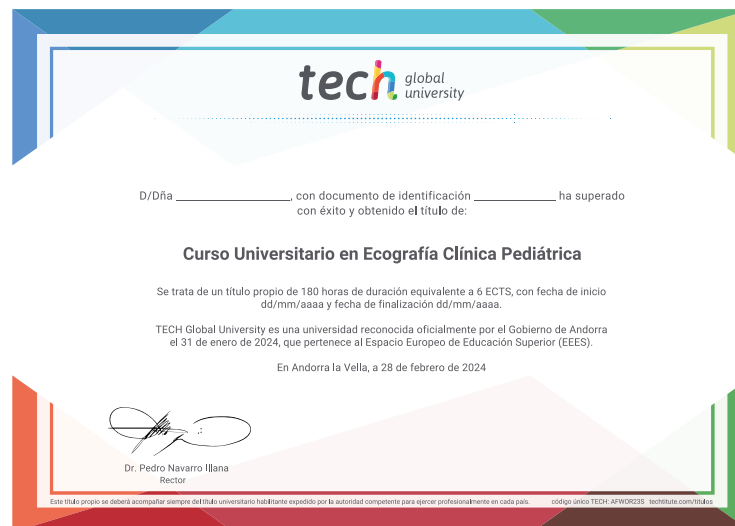 tech global university
D/Dña ______________, con documento de identificación ______________ ha superado
con éxito y obtenido el título de:
Curso Universitario en Ecografía Clínica Pediátrica
Se trata de un título propio de 180 horas de duración equivalente a 6 ECTS, con fecha de inicio
dd/mm/aaaa y fecha de finalización dd/mm/aaaa.
TECH Global University es una universidad reconocida oficialmente por el Gobierno de Andorra
el 31 de enero de 2024, que pertenece al Espacio Europeo de Educación Superior (EEES).
En Andorra la Vella, a 28 de febrero de 2024
Dr. Pedro Navarro Illana
Rector
Este título propio se deberá acompañar siempre del título universitario habilitante expedido por la autoridad competente para ejercer profesionalmente en cada país. código único TECH: AFWOR23S techtitute.com/titulos